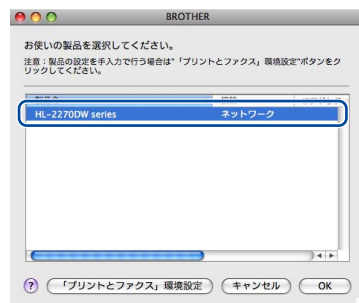 BROTHER
お使いの製品を選択してください。
注意：製品の設定を手入力で行う場合は"「プリントとファクス」環境設定"ボタンをク
リックしてください。
HL-2270DW series ネットワーク
? 「プリントとファクス」環境設定 キャンセル OK